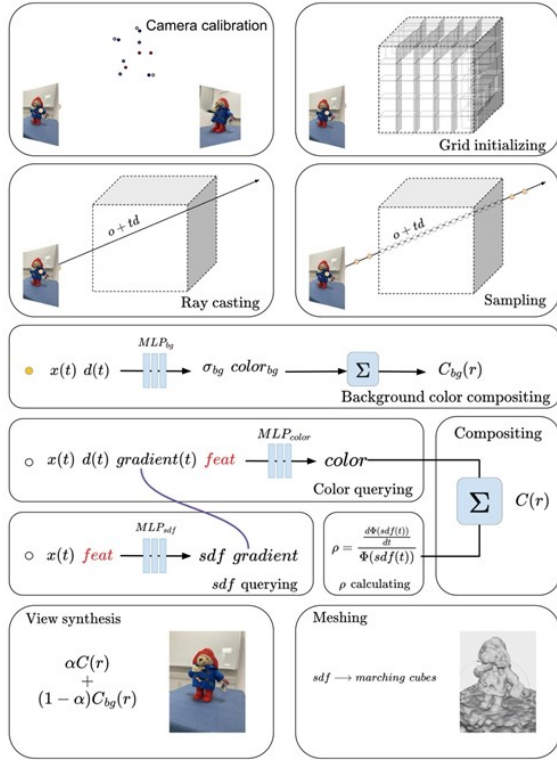 Camera calibration
Grid initializing
o + td
Ray casting
o + td
Sampling
MLP_bg
x(t) d(t) → σ_bg color_bg → Σ → C_bg(r)
Background color compositing
MLP_color
x(t) d(t) gradient(t) feat → color
Color querying
Compositing
Σ C(r)
MLP_sdf
x(t) feat → sdf gradient
sdf querying
ρ = \frac{\frac{dΦ(sdf(t))}{dt}}{Φ(sdf(t))}
ρ calculating
View synthesis
αC(r)
+
(1 − α)C_bg(r)
Meshing
sdf → marching cubes